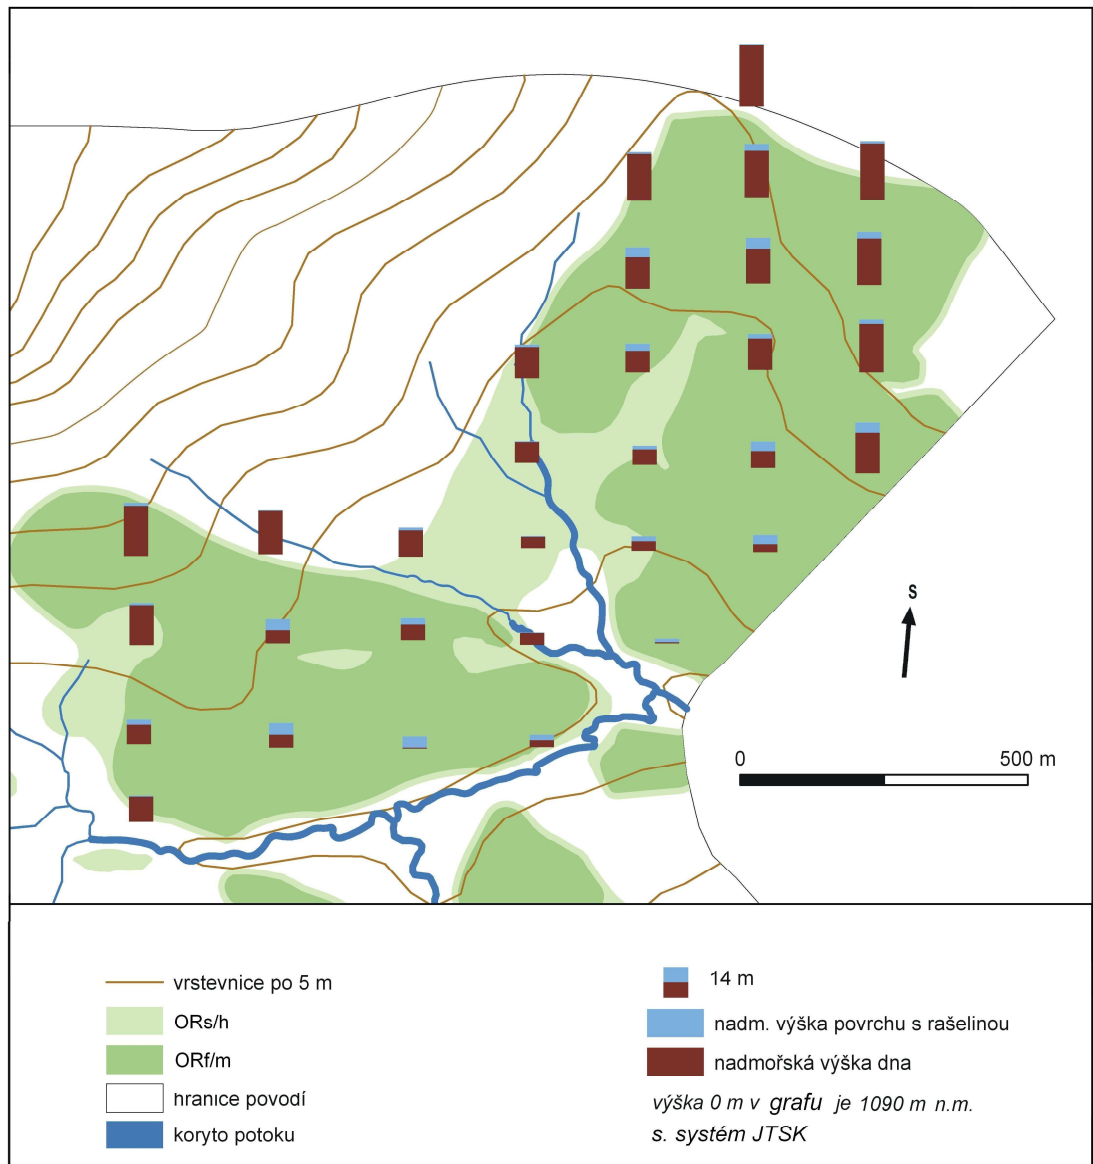 S
0 500 m
vrstevnice po 5 m
ORs/h
ORf/m
hranice povodí
koryto potoku
14 m
nadm. výška povrchu s rašelinou
nadmořská výška dna
výška 0 m v grafu je 1090 m n.m.
s. systém JTSK